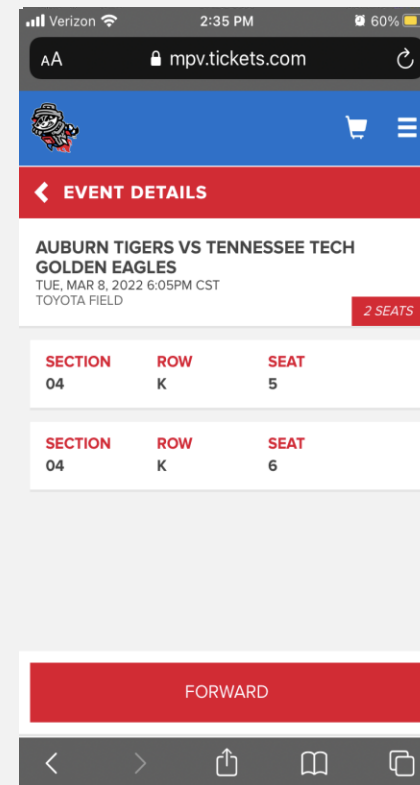 Verizon 2:35 PM 60%
AA mpv.tickets.com
EVENT DETAILS
AUBURN TIGERS VS TENNESSEE TECH
GOLDEN EAGLES
TUE, MAR 8, 2022 6:05PM CST
TOYOTA FIELD
2 SEATS
SECTION ROW SEAT
04 K 5
SECTION ROW SEAT
04 K 6
FORWARD